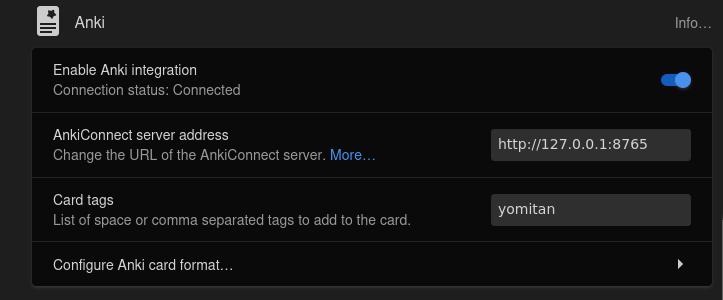 Anki
Info…
Enable Anki integration
Connection status: Connected
AnkiConnect server address
Change the URL of the AnkiConnect server. More…
http://127.0.0.1:8765
Card tags
List of space or comma separated tags to add to the card.
yomitan
Configure Anki card format…